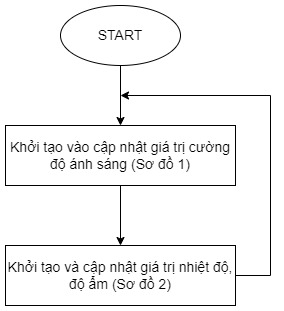 START
Khởi tạo vào cập nhật giá trị cường
độ ánh sáng (Sơ đồ 1)
Khởi tạo và cập nhật giá trị nhiệt độ,
độ ẩm (Sơ đồ 2)